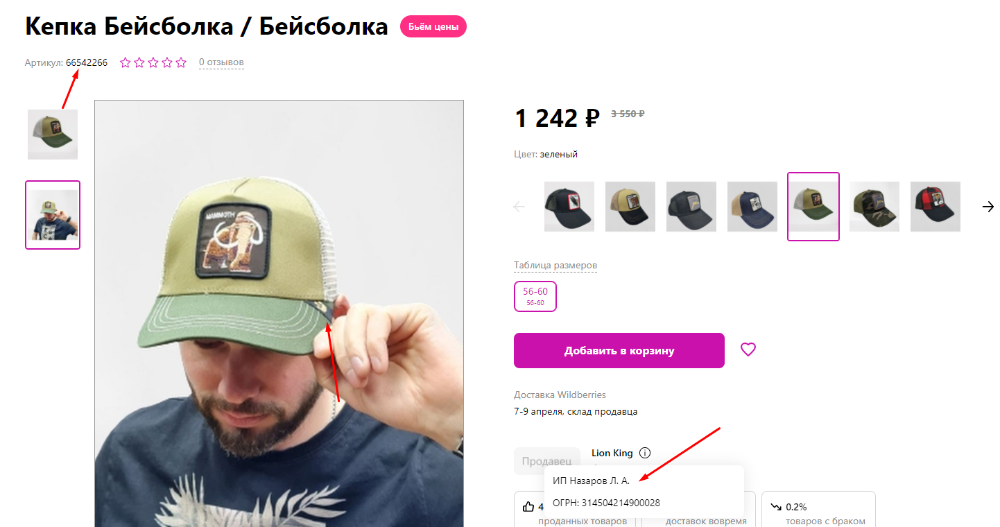 Кепка Бейсболка / Бейсболка
Бьём цены
Артикул: 66542266
0 отзывов
1 242 ₽ 3 550 ₽
Цвет: зеленый
MAMMOTH
Таблица размеров
56-60
56-60
Добавить в корзину
Доставка Wildberries
7-9 апреля, склад продавца
Продавец
Lion King
ИП Назаров Л. А.
ОГРН: 314504214900028
4
проданных товаров
доставок вовремя
0.2%
товаров с браком